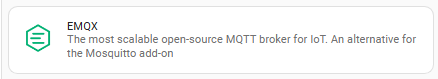 EMQX
The most scalable open-source MQTT broker for IoT. An alternative for
the Mosquitto add-on